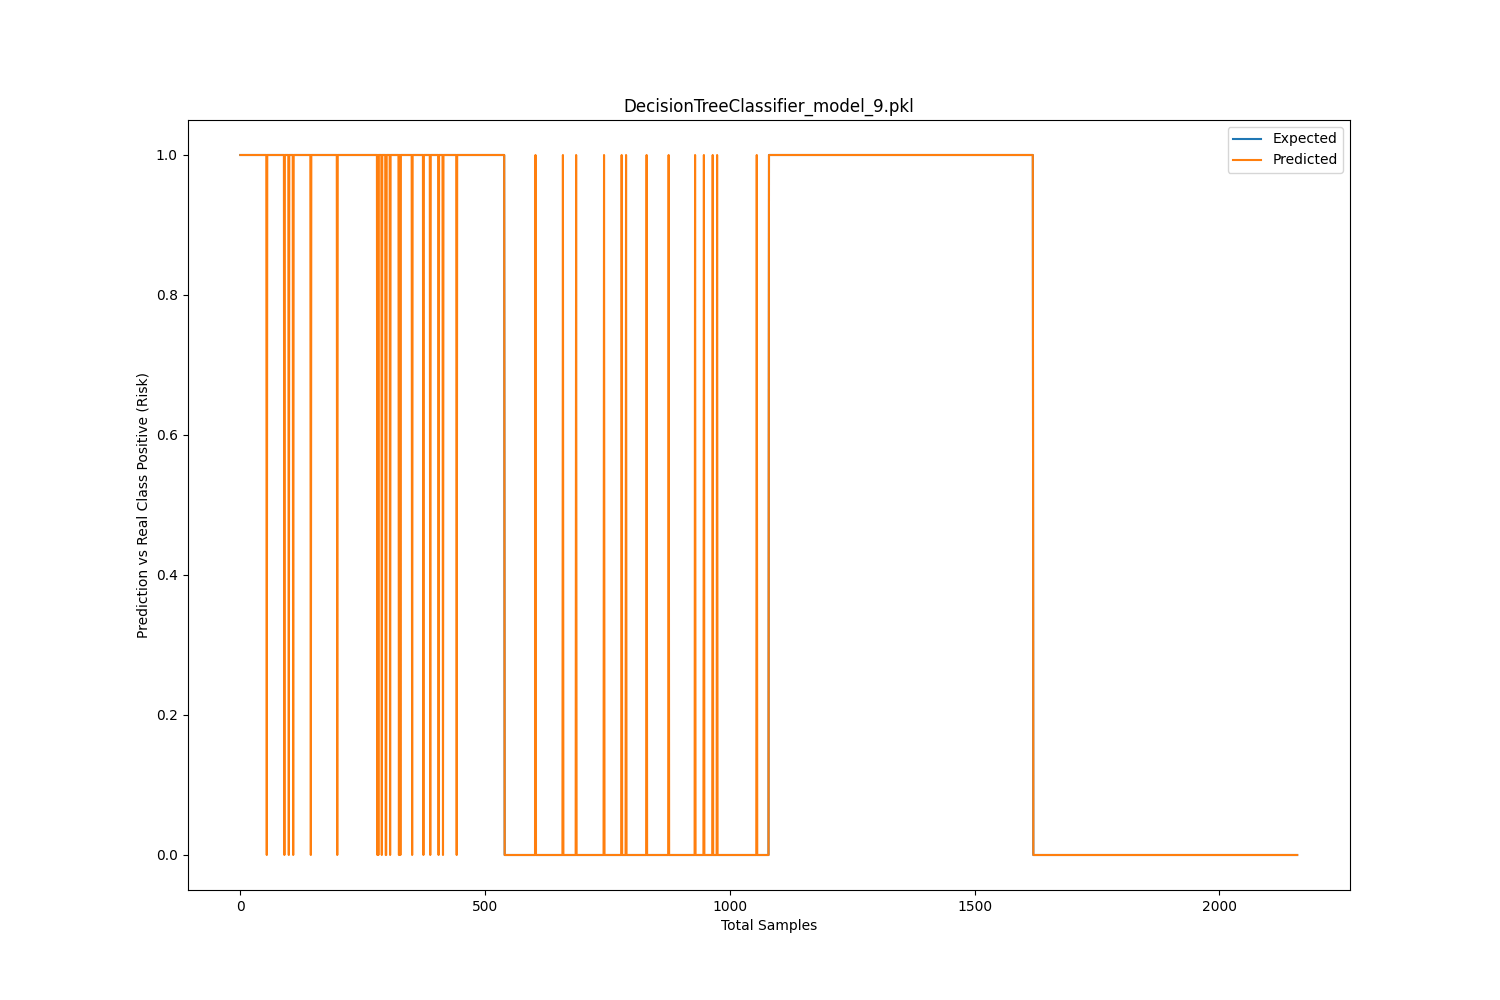 DecisionTreeClassifier_model_9.pkl
Expected
Predicted
1.0
0.8
0.6
0.4
0.2
0.0
Prediction vs Real Class Positive (Risk)
0 500 1000 1500 2000
Total Samples